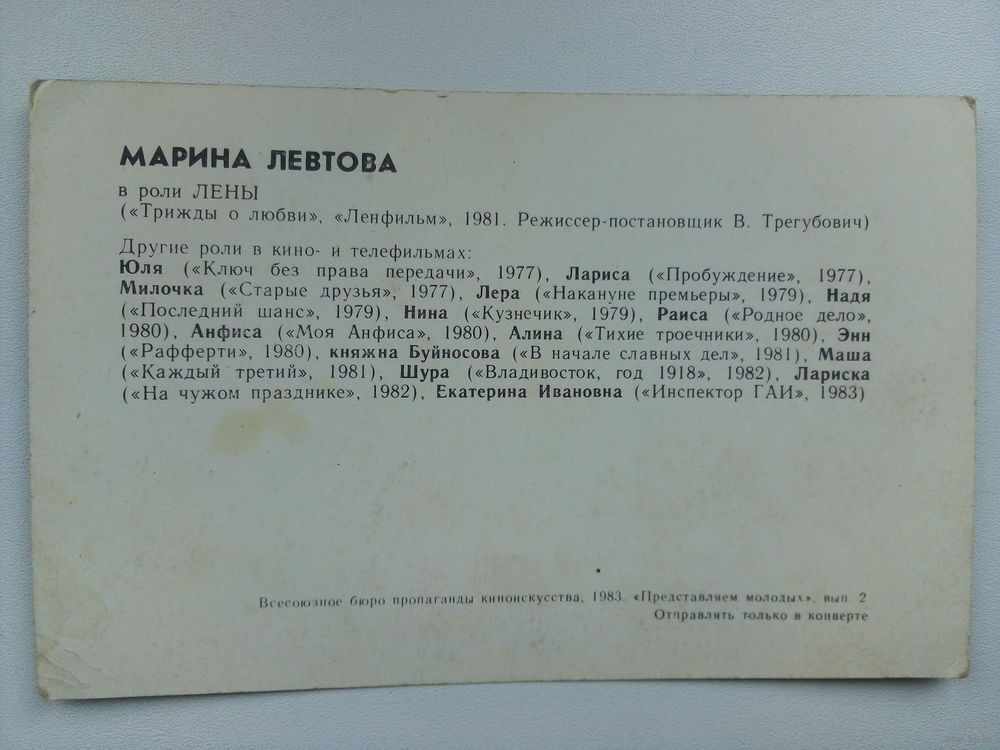 МАРИНА ЛЕВТОВА
в роли ЛЕНЫ
(«Трижды о любви», «Ленфильм», 1981. Режиссер-постановщик В. Трегубович)
Другие роли в кино- и телефильмах:
Юля («Ключ без права передачи», 1977), Лариса («Пробуждение», 1977),
Милочка («Старые друзья», 1977), Лера («Накануне премьеры», 1979), Надя
(«Последний шанс», 1979), Нина («Кузнечик», 1979), Раиса («Родное дело»,
1980), Анфиса («Моя Анфиса», 1980), Алина («Тихие троечники», 1980), Энн
(«Рафферти», 1980), княжна Буйносова («В начале славных дел», 1981), Маша
(«Каждый третий», 1981), Шура («Владивосток, год 1918», 1982), Лариска
(«На чужом празднике», 1982), Екатерина Ивановна («Инспектор ГАИ», 1983)
Всесоюзное бюро пропаганды киноискусства, 1983. «Представляем молодых», вып. 2
Отправлять только в конверте